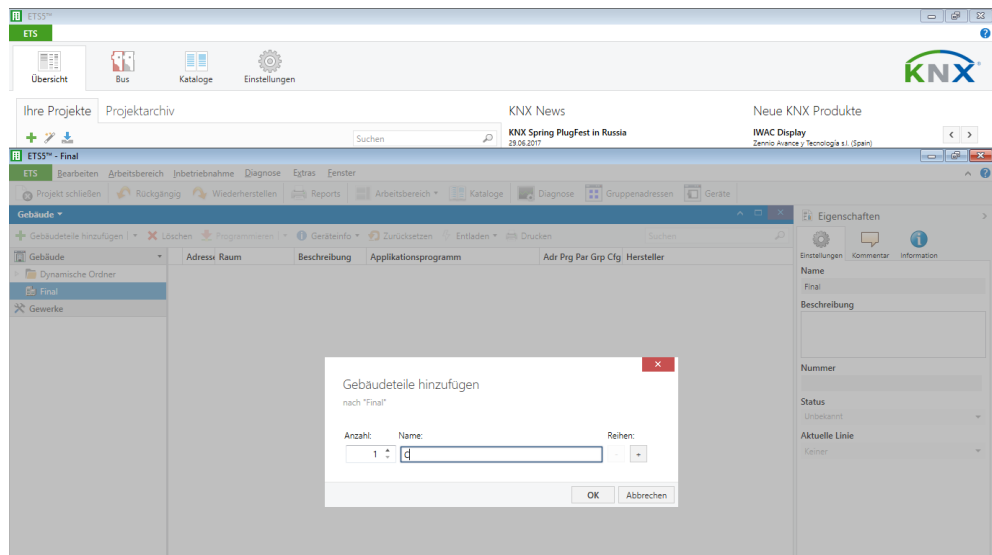 ETS5™
ETS
Übersicht Bus Kataloge Einstellungen
KNX
Ihre Projekte Projektarchiv KNX News Neue KNX Produkte
Suchen KNX Spring PlugFest in Russia IWAC Display
29.06.2017 Zennio Avance y Tecnología s.l. (Spain)
ETS5™ - Final
ETS Bearbeiten Arbeitsbereich Inbetriebnahme Diagnose Extras Fenster
Projekt schließen Rückgängig Wiederherstellen Reports Arbeitsbereich Kataloge Diagnose Gruppenadressen Geräte
Gebäude Eigenschaften
Gebäudeteile hinzufügen Löschen Programmieren Geräteinfo Zurücksetzen Entladen Drucken Suchen
Einstellungen Kommentar Information
Gebäude Adresse Raum Beschreibung Applikationsprogramm Adr Prg Par Grp Cfg Hersteller
Dynamische Ordner Name
Final Final
Gewerke Beschreibung
Gebäudeteile hinzufügen Nummer
nach "Final"
Status
Unbekannt
Anzahl: Name: Reihen: Aktuelle Linie
1 C - + Keiner
OK Abbrechen